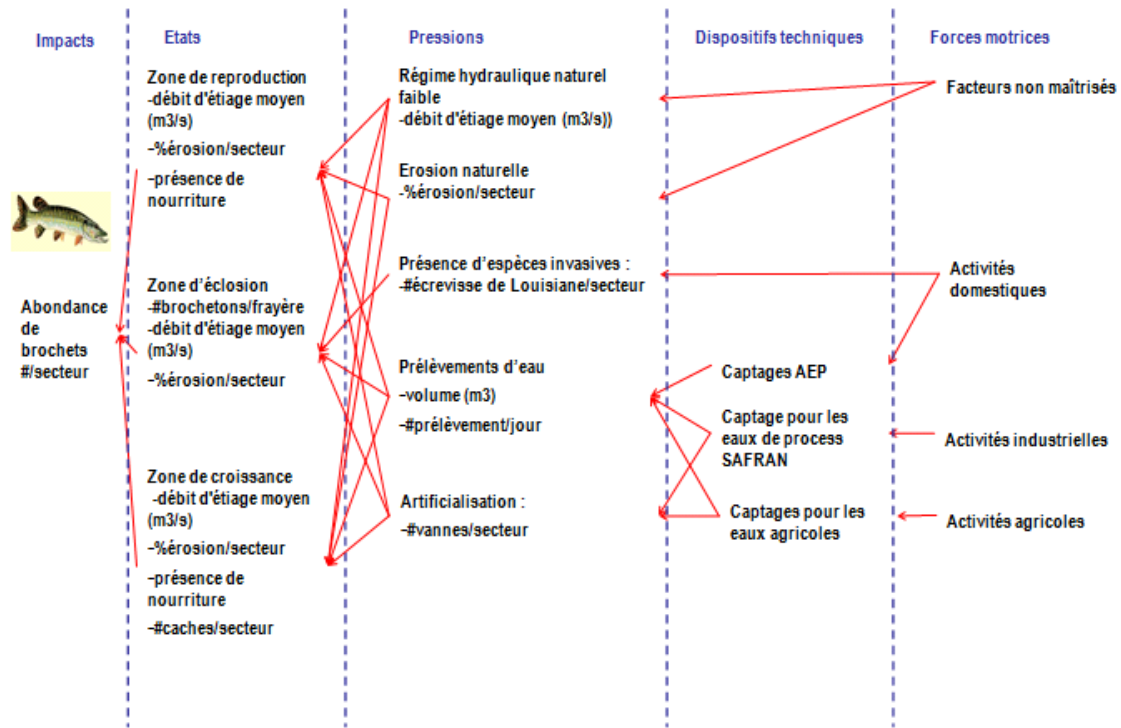 Impacts
Etats
Pressions
Dispositifs techniques
Forces motrices
Abondance
de
brochets
#/secteur
Zone de reproduction
-débit d'étiage moyen
(m3/s)
-%érosion/secteur
-présence de
nourriture
Zone d'éclosion
-#brochetons/frayère
-débit d'étiage moyen
(m3/s)
-%érosion/secteur
Zone de croissance
-débit d'étiage moyen
(m3/s)
-%érosion/secteur
-présence de
nourriture
-#caches/secteur
Régime hydraulique naturel
faible
-débit d'étiage moyen (m3/s))
Erosion naturelle
-%érosion/secteur
Présence d'espèces invasives :
-#écrevisse de Louisiane/secteur
Prélèvements d'eau
-volume (m3)
-#prélèvement/jour
Artificialisation :
-#vannes/secteur
Captages AEP
Captage pour les
eaux de process
SAFRAN
Captages pour les
eaux agricoles
Facteurs non maîtrisés
Activités
domestiques
Activités industrielles
Activités agricoles